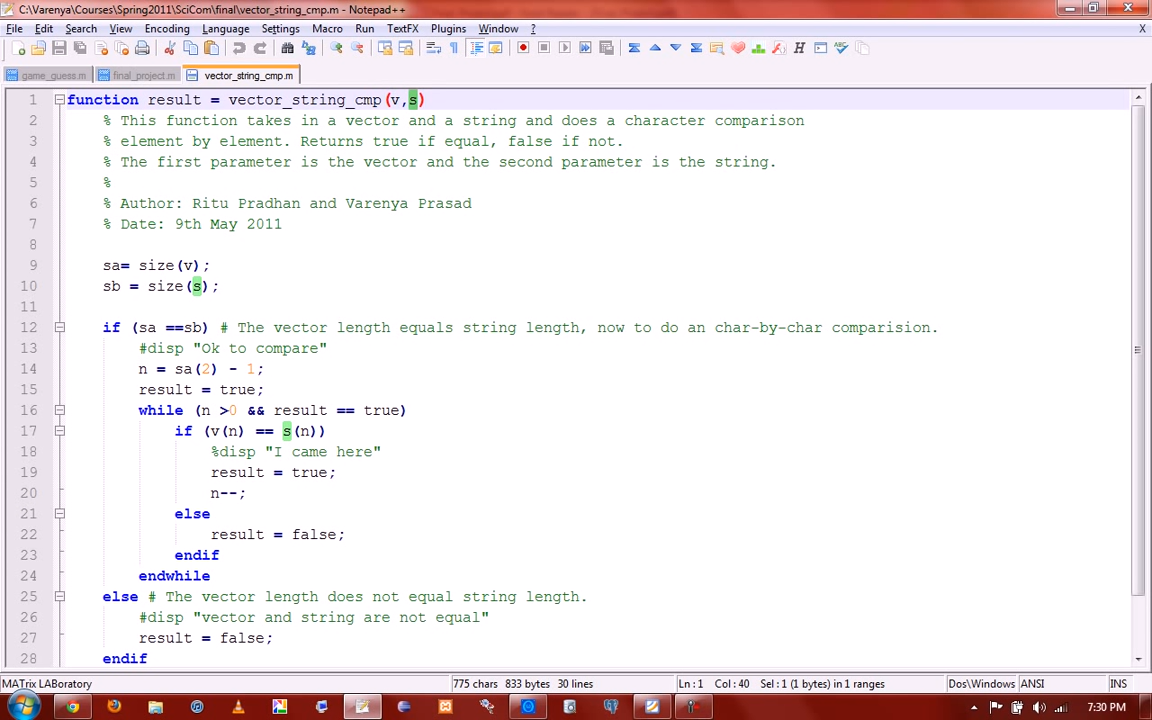 C:\Varenya\Courses\Spring2011\SciCom\final\vector_string_cmp.m - Notepad++
File Edit Search View Encoding Language Settings Macro Run TextFX Plugins Window ? X
game_guess.m final_project.m vector_string_cmp.m
1 function result = vector_string_cmp(v,s)
2 % This function takes in a vector and a string and does a character comparison
3 % element by element. Returns true if equal, false if not.
4 % The first parameter is the vector and the second parameter is the string.
5 %
6 % Author: Ritu Pradhan and Varenya Prasad
7 % Date: 9th May 2011
8
9 sa= size(v);
10 sb = size(s);
11
12 if (sa ==sb) # The vector length equals string length, now to do an char-by-char comparision.
13 #disp "Ok to compare"
14 n = sa(2) - 1;
15 result = true;
16 while (n >0 && result == true)
17 if (v(n) == s(n))
18 %disp "I came here"
19 result = true;
20 n--;
21 else
22 result = false;
23 endif
24 endwhile
25 else # The vector length does not equal string length.
26 #disp "vector and string are not equal"
27 result = false;
28 endif
MATrix LABoratory 775 chars 833 bytes 30 lines Ln:1 Col:40 Sel:1 (1 bytes) in 1 ranges Dos\Windows ANSI INS
7:30 PM